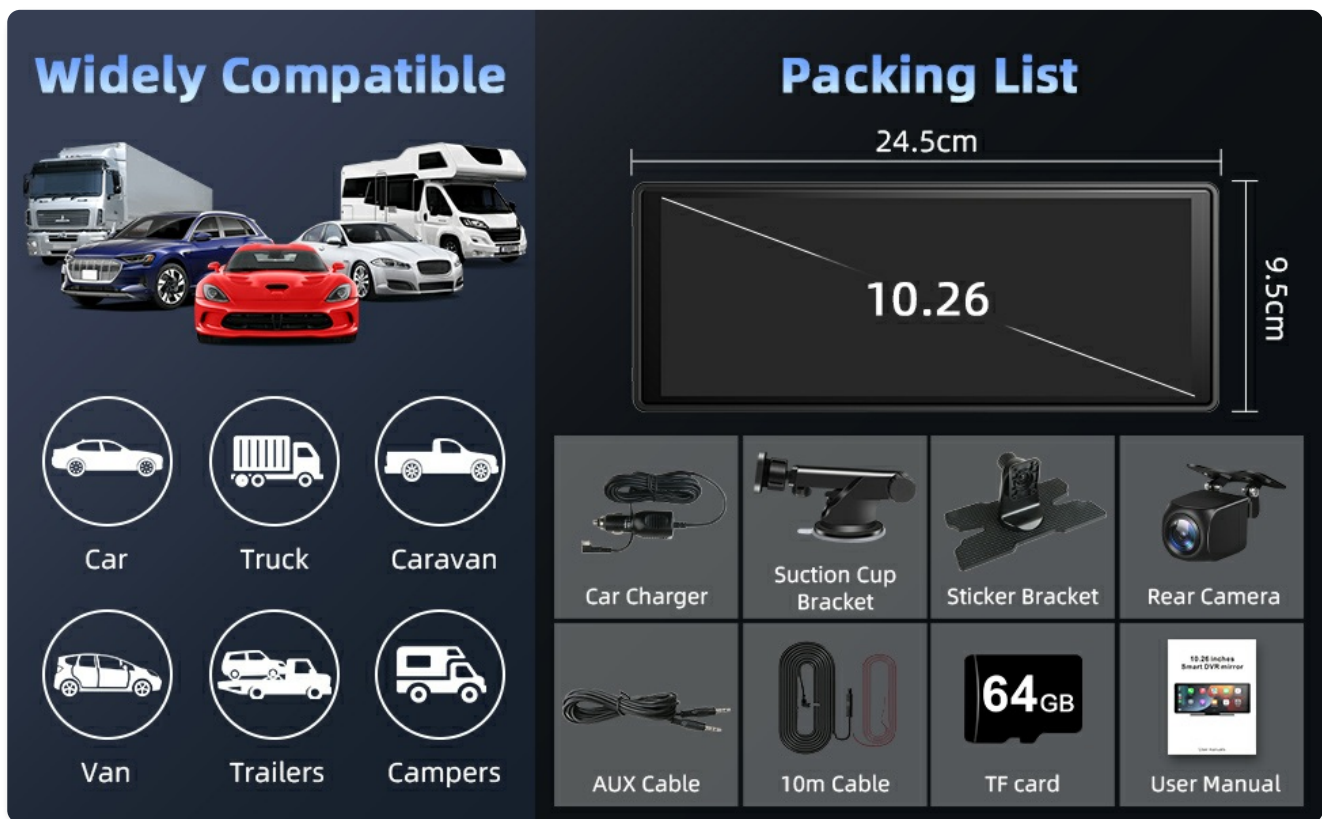 Widely Compatible
Car
Truck
Caravan
Van
Trailers
Campers
Packing List
24.5cm
9.5cm
10.26
Car Charger
Suction Cup
Bracket
Sticker Bracket
Rear Camera
AUX Cable
10m Cable
64GB
TF card
10.26 inches
Smart DVR mirror
User manuals
User Manual